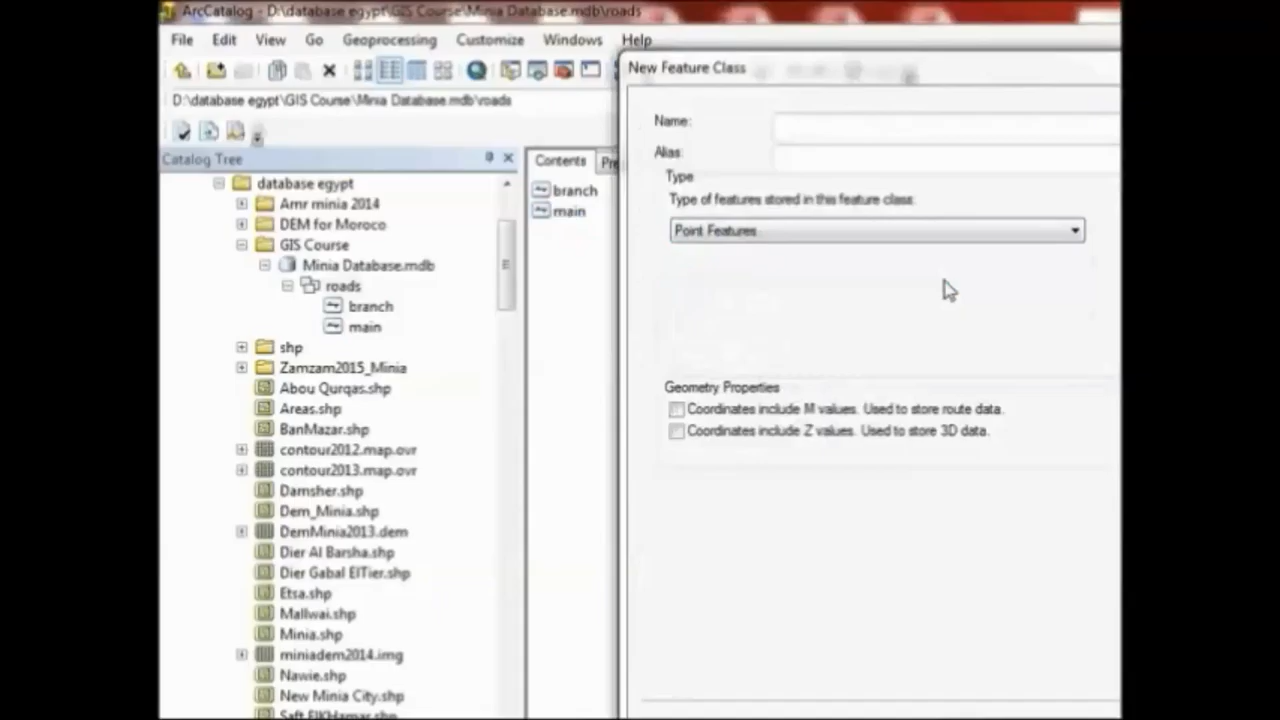 ArcCatalog - D:\database egypt\GIS Course\Minia Database.mdb\roads
File Edit View Go Geoprocessing Customize Windows Help
New Feature Class
D:\database egypt\GIS Course\Minia Database.mdb\roads
Name:
Alias:
Catalog Tree
Contents
Type
Type of features stored in this feature class:
Point Features
branch
main
database egypt
Amr minia 2014
DEM for Moroco
GIS Course
Minia Database.mdb
roads
branch
main
shp
Zamzam2015_Minia
Abou Qurqas.shp
Areas.shp
BanMazar.shp
contour2012.map.ovr
contour2013.map.ovr
Damsher.shp
Dem_Minia.shp
DemMinia2013.dem
Dier Al Barsha.shp
Dier Gabal ElTier.shp
Etsa.shp
Mallwai.shp
Minia.shp
miniadem2014.img
Nawie.shp
New Minia City.shp
Saft ElKHamar.shp
Geometry Properties
Coordinates include M values. Used to store route data.
Coordinates include Z values. Used to store 3D data.